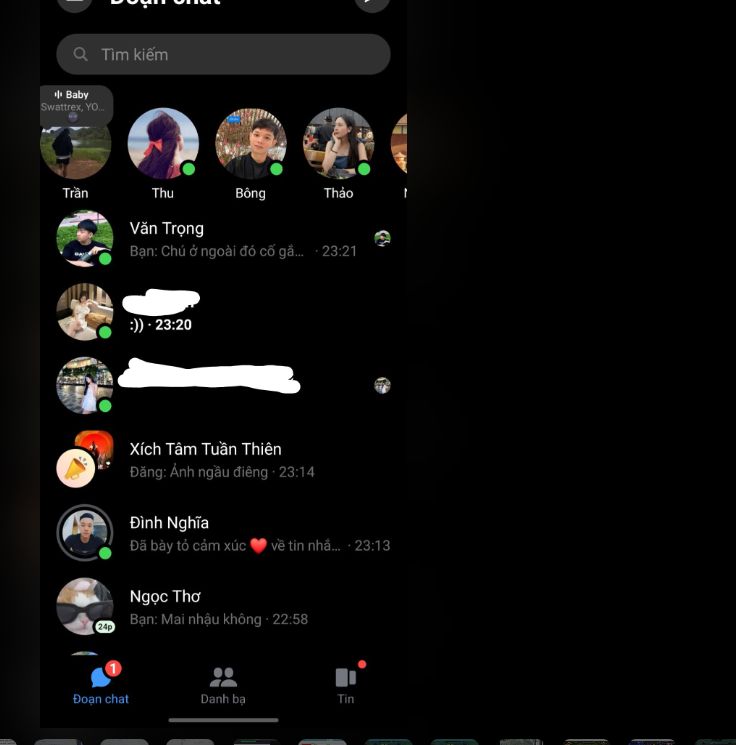 Đoạn chat
Tìm kiếm
Baby
Swattrex, YO...
Trần
Thu
Bông
Thảo
Văn Trọng
Bạn: Chú ở ngoài đó cố gắ... · 23:21
:)) · 23:20
Xích Tâm Tuần Thiên
Đăng: Ảnh ngầu điêng · 23:14
Đình Nghĩa
Đã bày tỏ cảm xúc ❤️ về tin nhắ... · 23:13
Ngọc Thơ
24p
Bạn: Mai nhậu không · 22:58
1
Đoạn chat
Danh bạ
Tin